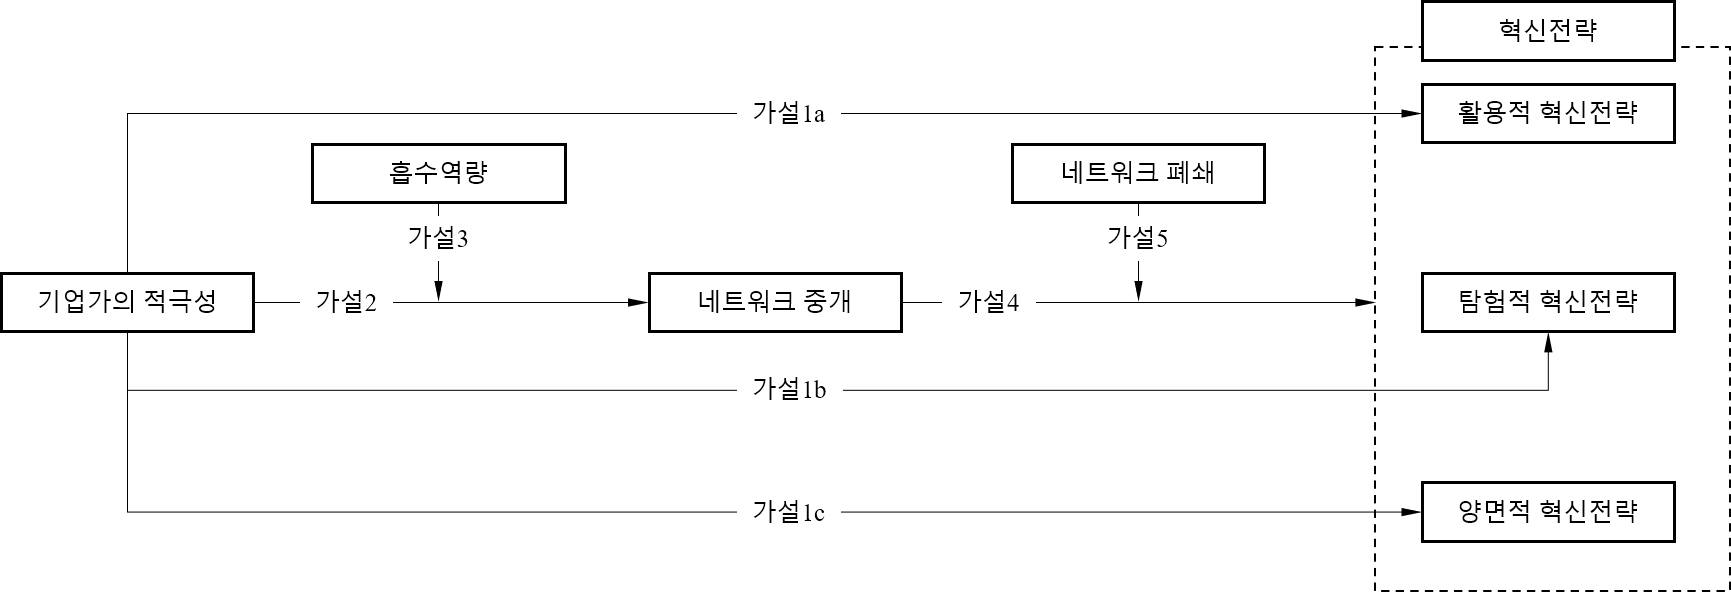 혁신전략
가설1a
활용적 혁신전략
흡수역량
네트워크 폐쇄
가설3
가설5
기업가의 적극성
가설2
네트워크 중개
가설4
탐험적 혁신전략
가설1b
가설1c
양면적 혁신전략